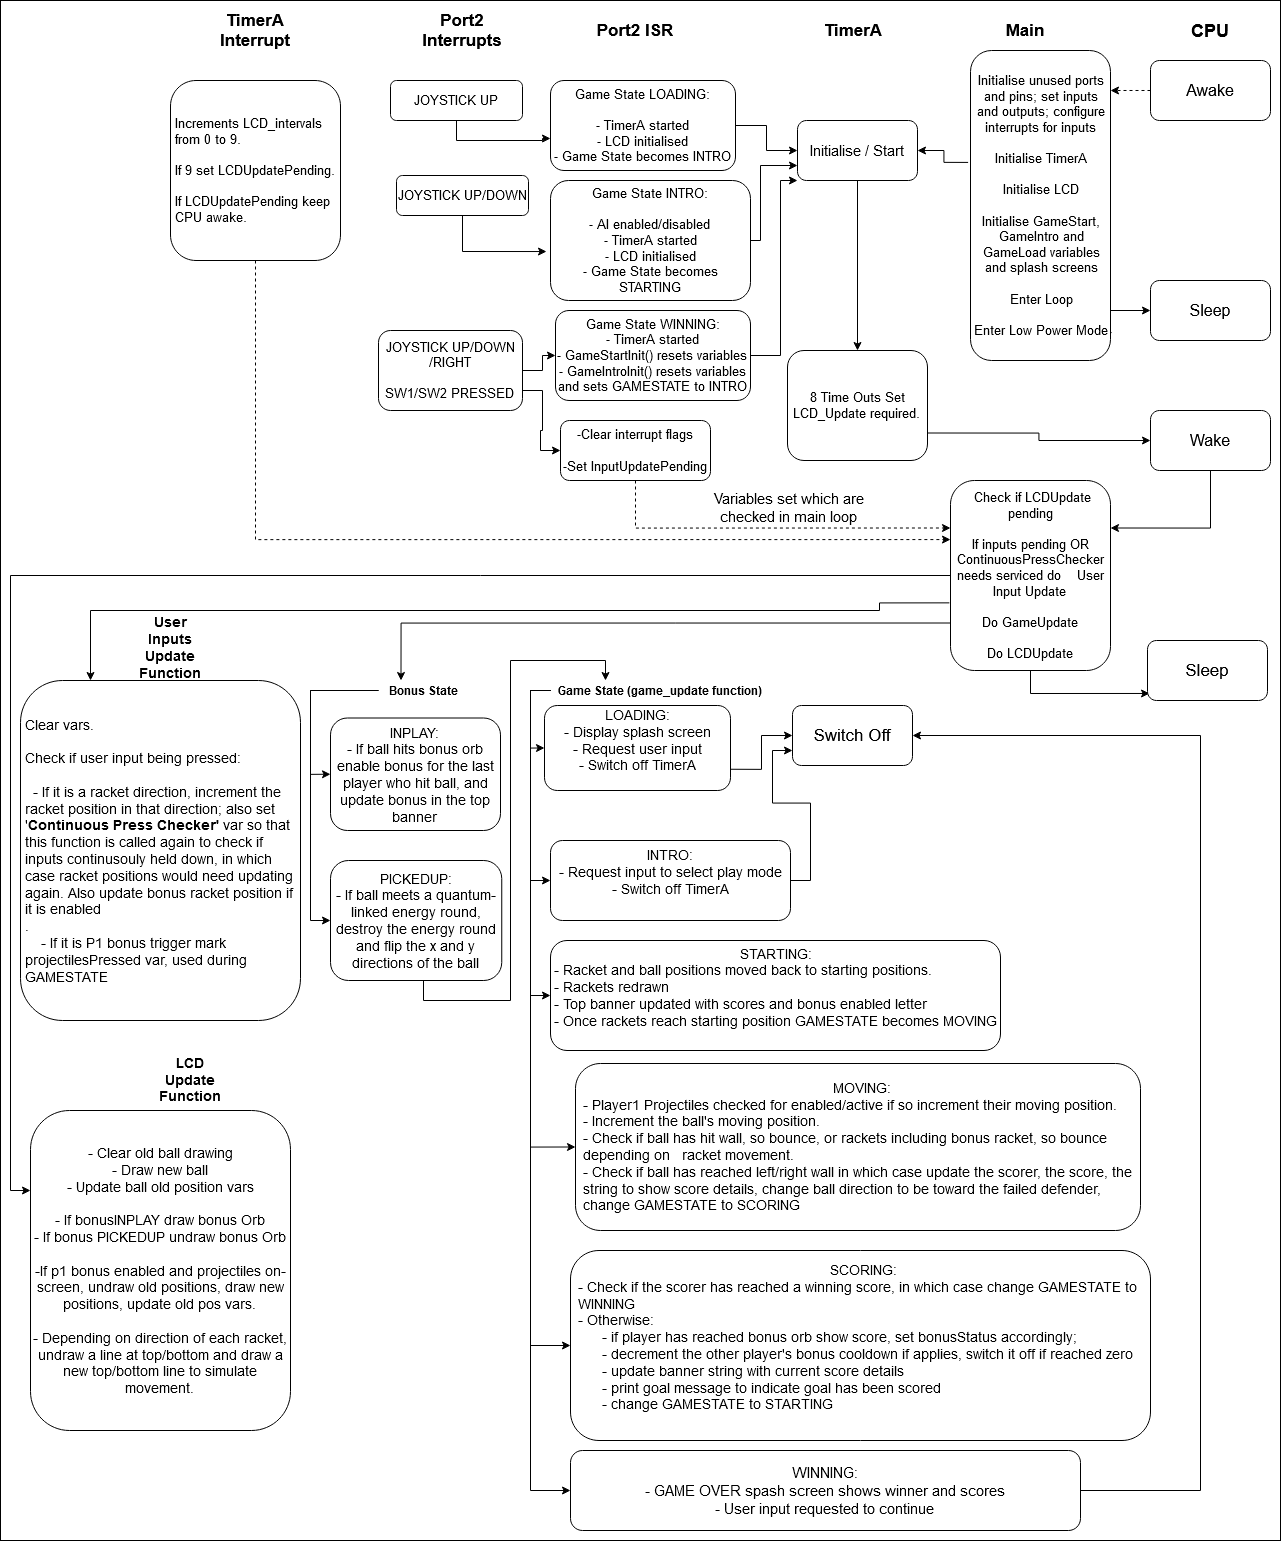 TimerA
Interrupt
Port2
Interrupts
Port2 ISR
TimerA
Main
CPU
Increments LCD_intervals
from 0 to 9.
If 9 set LCDUpdatePending.
If LCDUpdatePending keep
CPU awake.
JOYSTICK UP
JOYSTICK UP/DOWN
JOYSTICK UP/DOWN
/RIGHT
SW1/SW2 PRESSED
Game State LOADING:
- TimerA started
- LCD initialised
- Game State becomes INTRO
Game State INTRO:
- AI enabled/disabled
- TimerA started
- LCD initialised
- Game State becomes
STARTING
Game State WINNING:
- TimerA started
- GameStartInit() resets variables
- GameIntroInit() resets variables
and sets GAMESTATE to INTRO
-Clear interrupt flags
-Set InputUpdatePending
Initialise / Start
8 Time Outs Set
LCD_Update required.
Initialise unused ports
and pins; set inputs
and outputs; configure
interrupts for inputs
Initialise TimerA
Initialise LCD
Initialise GameStart,
GameIntro and
GameLoad variables
and splash screens
Enter Loop
Enter Low Power Mode
Awake
Sleep
Wake
Variables set which are
checked in main loop
Check if LCDUpdate
pending
If inputs pending OR
ContinuousPressChecker
needs serviced do User
Input Update
Do GameUpdate
Do LCDUpdate
Sleep
User
Inputs
Update
Function
Clear vars.
Check if user input being pressed:
- If it is a racket direction, increment the
racket position in that direction; also set
'Continuous Press Checker' var so that
this function is called again to check if
inputs continusouly held down, in which
case racket positions would need updating
again. Also update bonus racket position if
it is enabled
.
- If it is P1 bonus trigger mark
projectilesPressed var, used during
GAMESTATE
Bonus State
INPLAY:
- If ball hits bonus orb
enable bonus for the last
player who hit ball, and
update bonus in the top
banner
PICKEDUP:
- If ball meets a quantum-
linked energy round,
destroy the energy round
and flip the x and y
directions of the ball
Game State (game_update function)
LOADING:
- Display splash screen
- Request user input
- Switch off TimerA
Switch Off
INTRO:
- Request input to select play mode
- Switch off TimerA
STARTING:
- Racket and ball positions moved back to starting positions.
- Rackets redrawn
- Top banner updated with scores and bonus enabled letter
- Once rackets reach starting position GAMESTATE becomes MOVING
LCD
Update
Function
- Clear old ball drawing
- Draw new ball
- Update ball old position vars
- If bonusINPLAY draw bonus Orb
- If bonus PICKEDUP undraw bonus Orb
-If p1 bonus enabled and projectiles on-
screen, undraw old positions, draw new
positions, update old pos vars.
- Depending on direction of each racket,
undraw a line at top/bottom and draw a
new top/bottom line to simulate
movement.
MOVING:
- Player1 Projectiles checked for enabled/active if so increment their moving position.
- Increment the ball's moving position.
- Check if ball has hit wall, so bounce, or rackets including bonus racket, so bounce
depending on racket movement.
- Check if ball has reached left/right wall in which case update the scorer, the score, the
string to show score details, change ball direction to be toward the failed defender,
change GAMESTATE to SCORING
SCORING:
- Check if the scorer has reached a winning score, in which case change GAMESTATE to
WINNING
- Otherwise:
- if player has reached bonus orb show score, set bonusStatus accordingly;
- decrement the other player's bonus cooldown if applies, switch it off if reached zero
- update banner string with current score details
- print goal message to indicate goal has been scored
- change GAMESTATE to STARTING
WINNING:
- GAME OVER spash screen shows winner and scores
- User input requested to continue